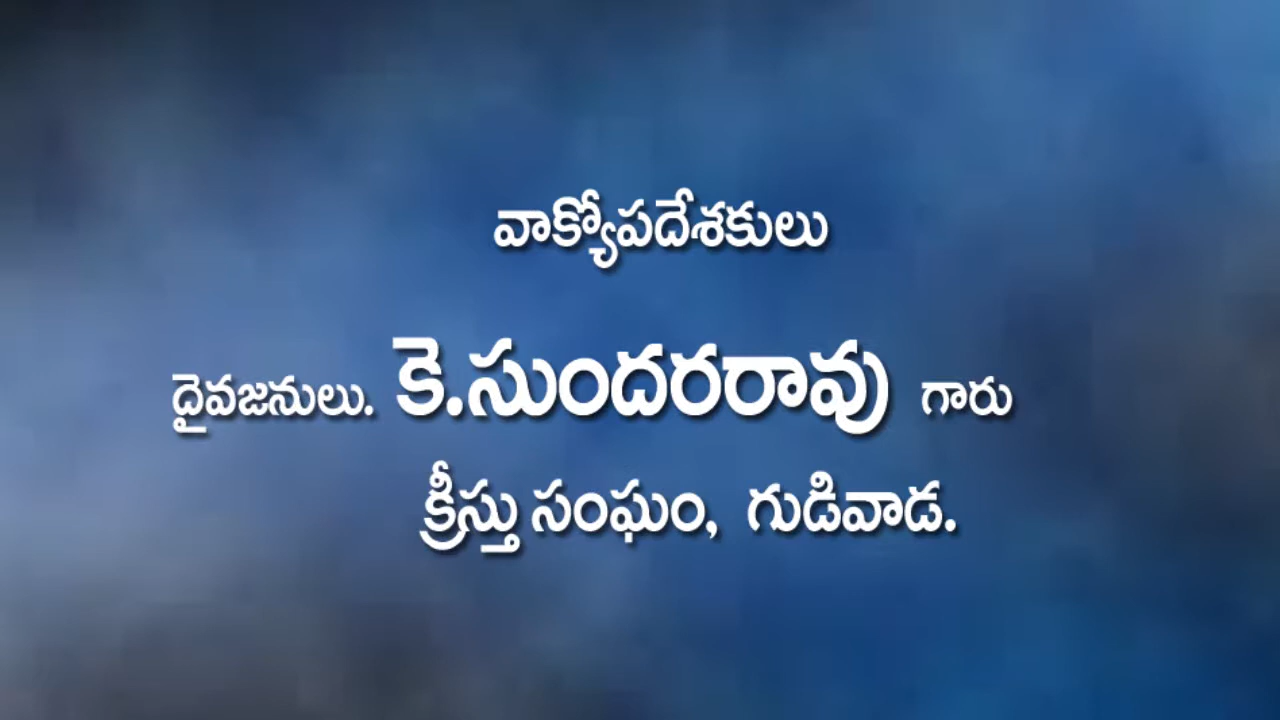 వాక్యోపదేశకులు
దైవజనులు. కె.సుందరరావు గారు
క్రీస్తు సంఘం, గుడివాడ.